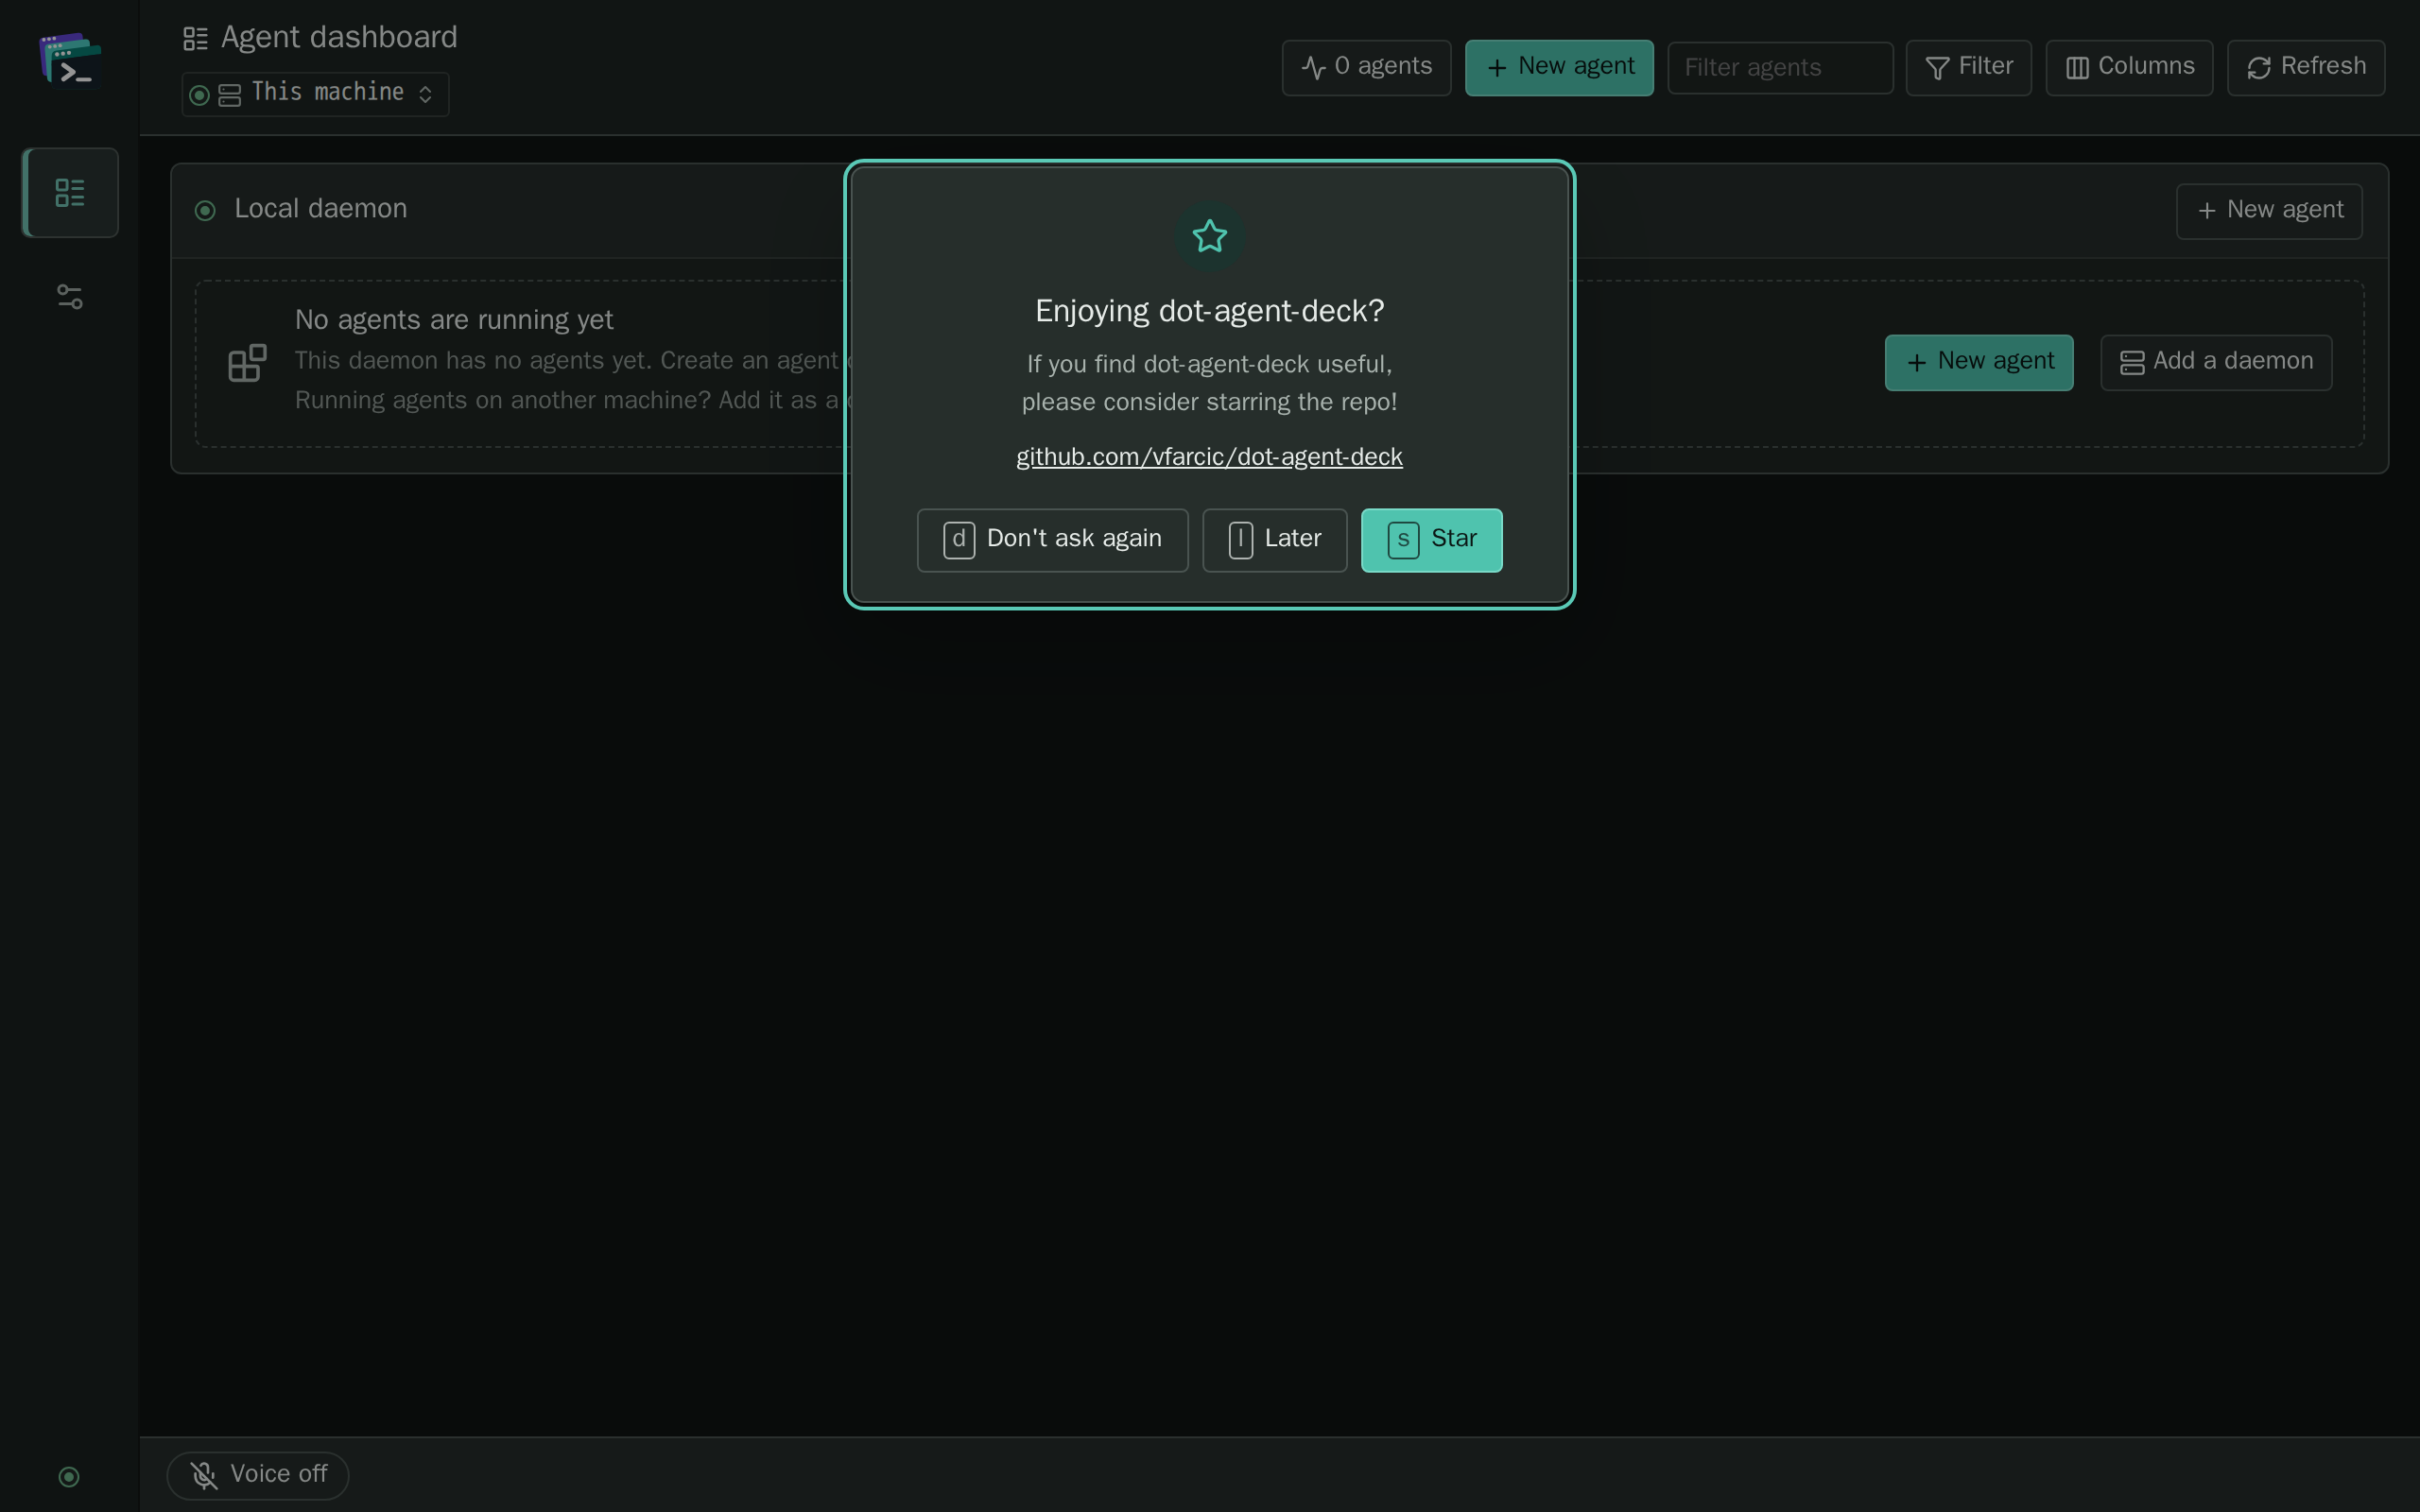 Agent dashboard
This machine
0 agents
New agent
Filter agents
Filter
Columns
Refresh
Local daemon
New agent
No agents are running yet
This daemon has no agents yet. Create an agent
Running agents on another machine? Add it as a
New agent
Add a daemon
Enjoying dot-agent-deck?
If you find dot-agent-deck useful,
please consider starring the repo!
github.com/vfarcic/dot-agent-deck
d Don't ask again
l Later
s Star
Voice off